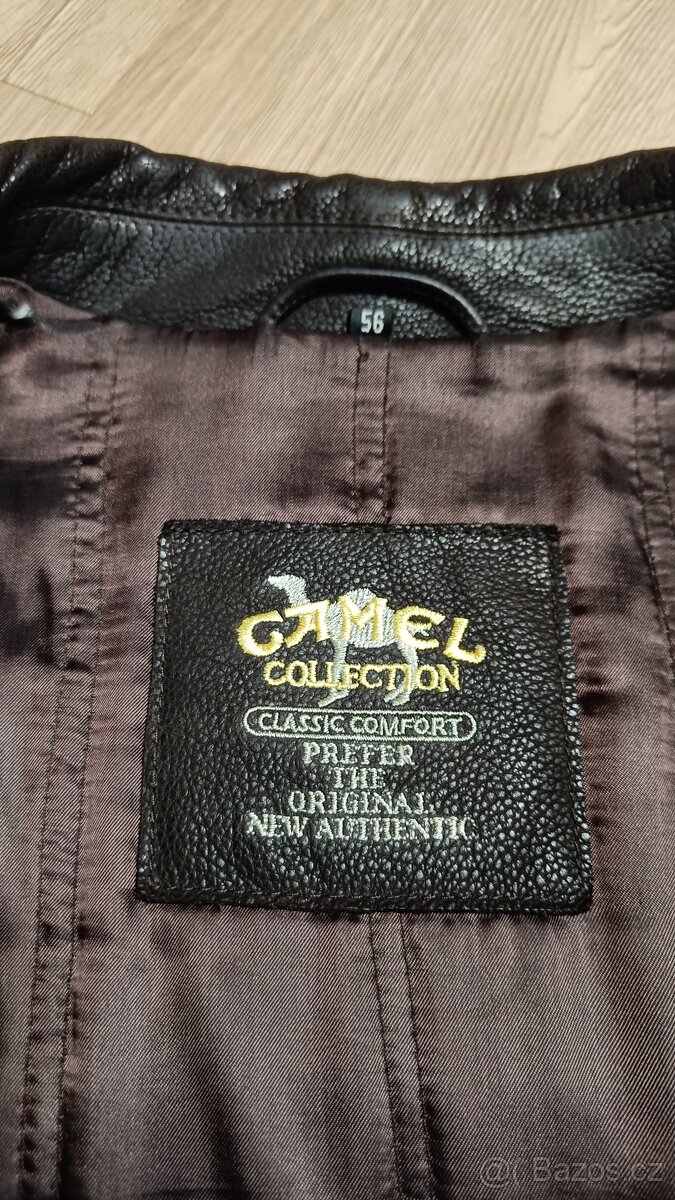 56
CAMEL
COLLECTION
CLASSIC COMFORT
PREFER
THE
ORIGINAL
NEW AUTHENTIC
@( Bazos.cz